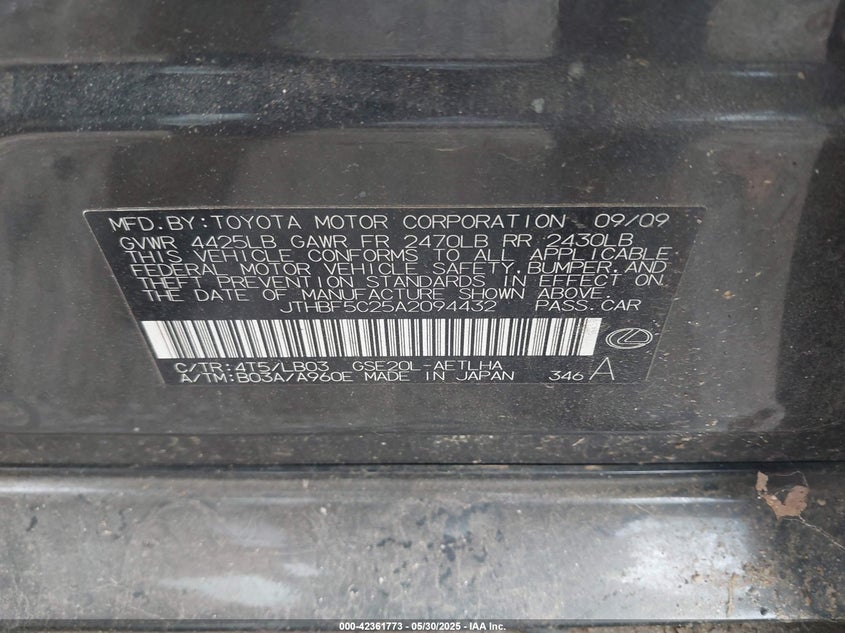 MFD.BY:TOYOTA MOTOR CORPORATION 09/09
GVWR 4425LB GAWR FR 2470LB RR 2430LB
THIS VEHICLE CONFORMS TO ALL APPLICABLE
FEDERAL MOTOR VEHICLE SAFETY,BUMPER,AND
THEFT PREVENTION STANDARDS IN EFFECT ON
THE DATE OF MANUFACTURE SHOWN ABOVE.
JTHBF5C25A2094432 PASS.CAR
C/TR:4T5/LB03 GSE20L-AETLHA
A/TM:B03A/A960E MADE IN JAPAN 346 A
000-42361773 - 05/30/2025 - IAA Inc.